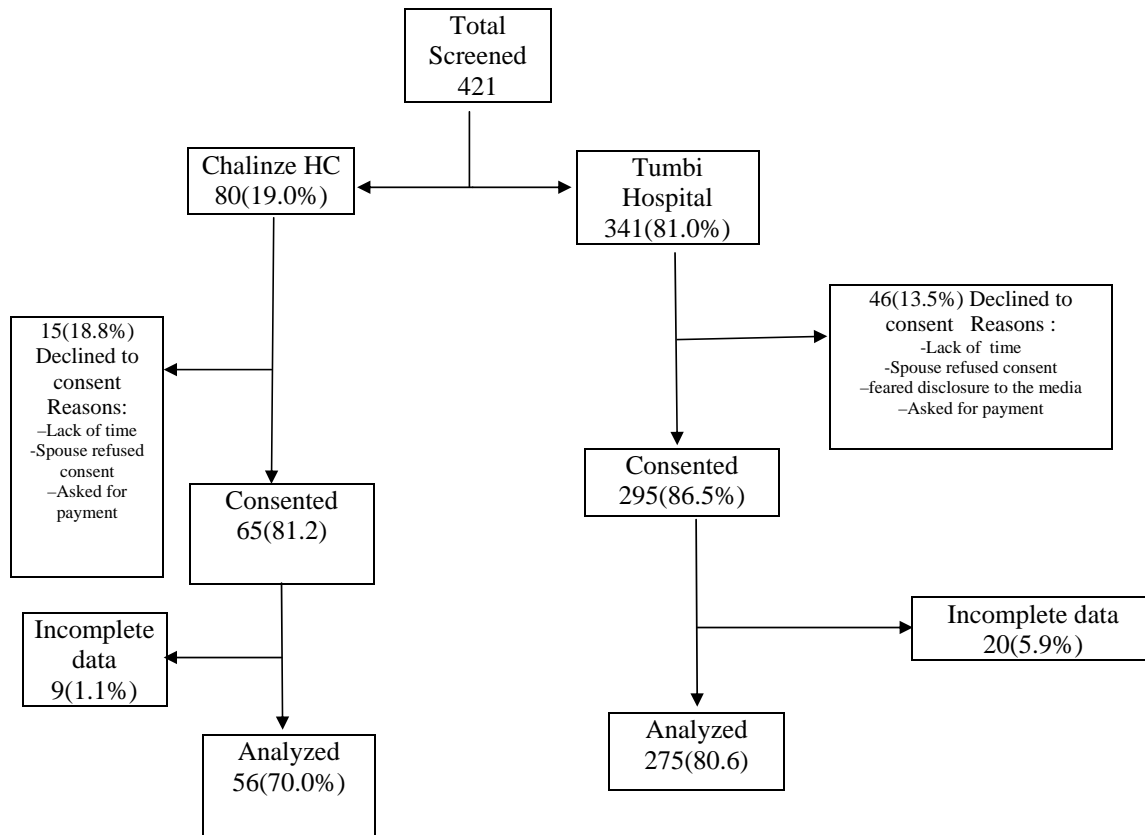 Total
Screened
421
Chalinze HC
80(19.0%)
Tumbi
Hospital
341(81.0%)
15(18.8%)
Declined to
consent
Reasons:
–Lack of time
-Spouse refused
consent
–Asked for
payment
46(13.5%) Declined to
consent Reasons :
-Lack of time
-Spouse refused consent
–feared disclosure to the media
–Asked for payment
Consented
65(81.2)
Consented
295(86.5%)
Incomplete
data
9(1.1%)
Incomplete data
20(5.9%)
Analyzed
56(70.0%)
Analyzed
275(80.6)